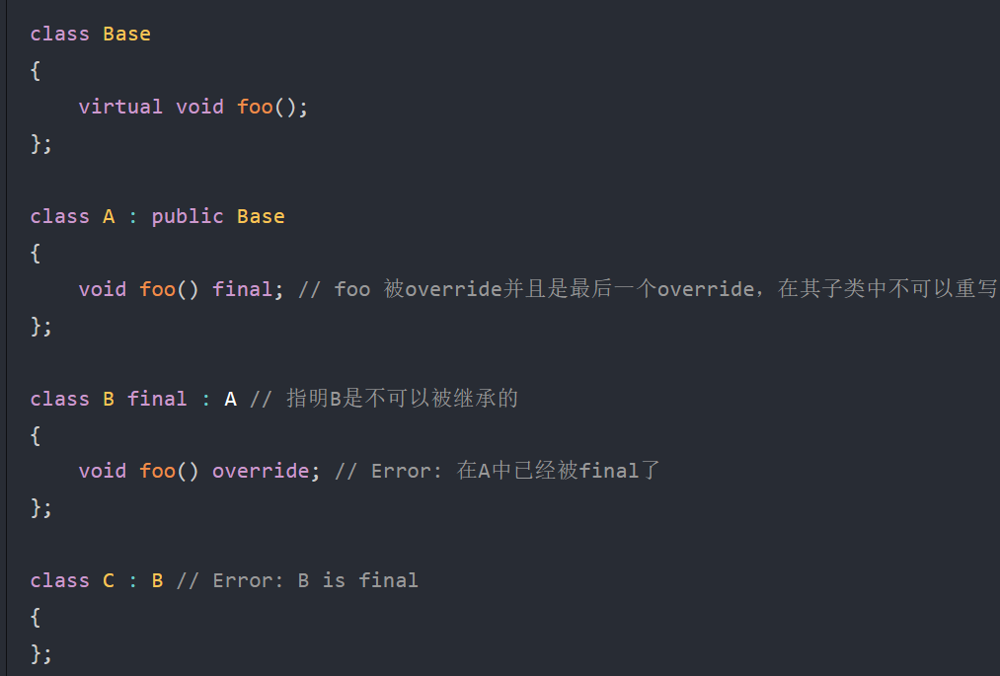 class Base
{
    virtual void foo();
};

class A : public Base
{
    void foo() final; // foo 被override并且是最后一个override，在其子类中不可以重写
};

class B final : A // 指明B是不可以被继承的
{
    void foo() override; // Error: 在A中已经被final了
};

class C : B // Error: B is final
{
};